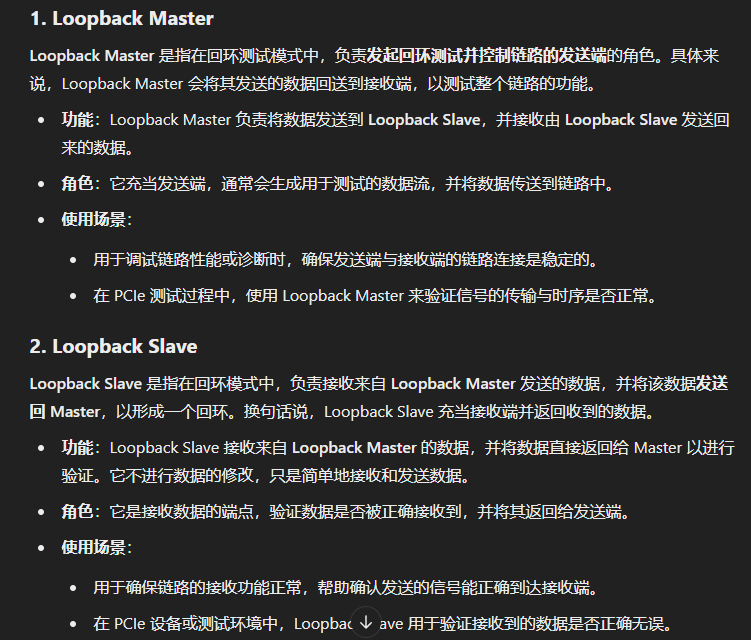 1. Loopback Master
Loopback Master 是指在回环测试模式中，负责发起回环测试并控制链路的发送端的角色。具体来
说，Loopback Master 会将其发送的数据回送到接收端，以测试整个链路的功能。
功能：Loopback Master 负责将数据发送到 Loopback Slave，并接收由 Loopback Slave 发送回
来的数据。
角色：它充当发送端，通常会生成用于测试的数据流，并将数据传送到链路中。
使用场景：
用于调试链路性能或诊断时，确保发送端与接收端的链路连接是稳定的。
在 PCIe 测试过程中，使用 Loopback Master 来验证信号的传输与时序是否正常。
2. Loopback Slave
Loopback Slave 是指在回环模式中，负责接收来自 Loopback Master 发送的数据，并将该数据发送
回 Master，以形成一个回环。换句话说，Loopback Slave 充当接收端并返回收到的数据。
功能：Loopback Slave 接收来自 Loopback Master 的数据，并将数据直接返回给 Master 以进行
验证。它不进行数据的修改，只是简单地接收和发送数据。
角色：它是接收数据的端点，验证数据是否被正确接收到，并将其返回给发送端。
使用场景：
用于确保链路的接收功能正常，帮助确认发送的信号能正确到达接收端。
在 PCIe 设备或测试环境中，用于验证接收到的数据是否正确无误。